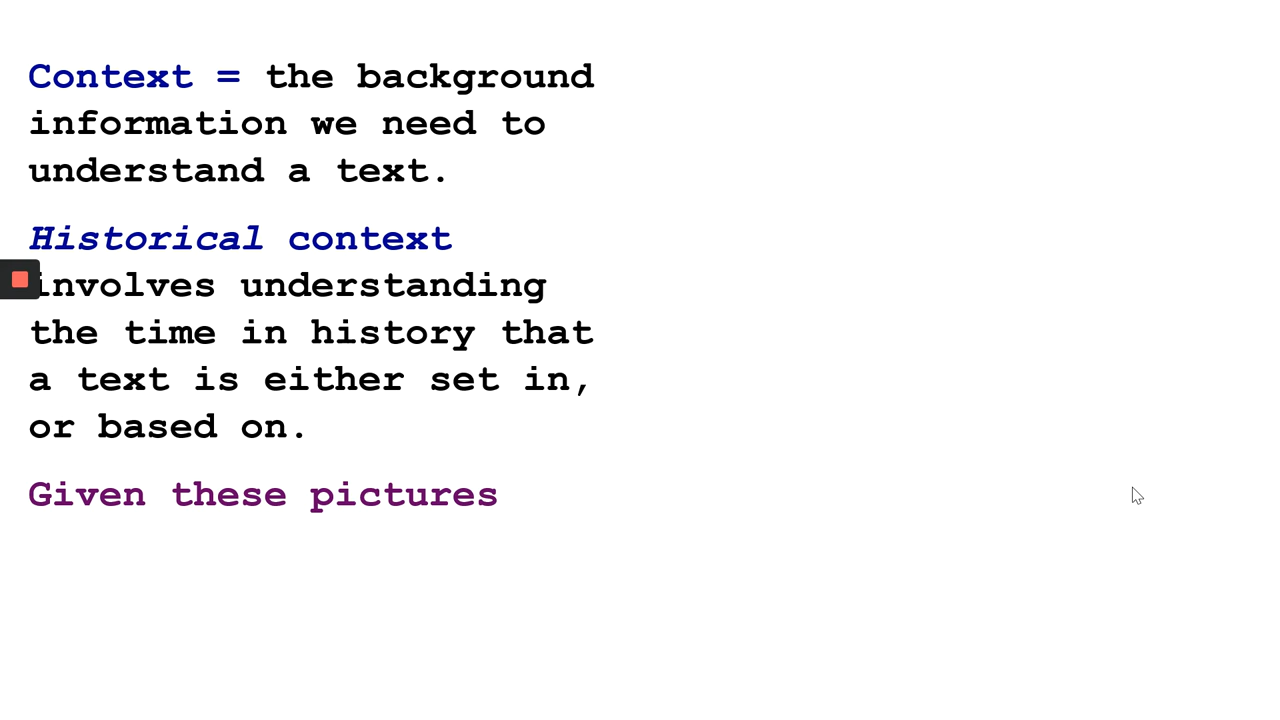 Context = the background
information we need to
understand a text.
Historical context
involves understanding
the time in history that
a text is either set in,
or based on.
Given these pictures